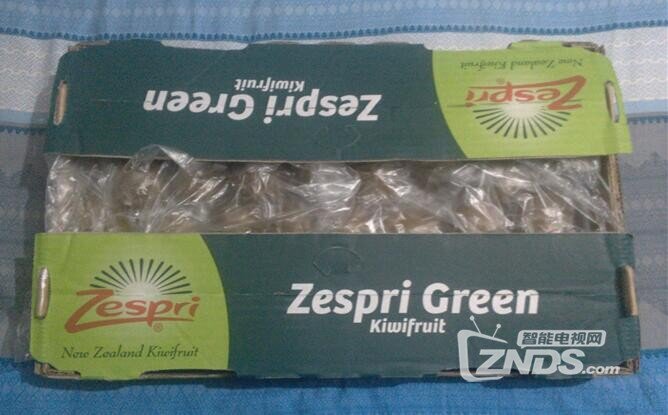 Zespri Green
Kiwifruit
Zespri®
New Zealand Kiwifruit
Zespri®
New Zealand Kiwifruit
Zespri Green
Kiwifruit
智能电视网
ZNDS.com